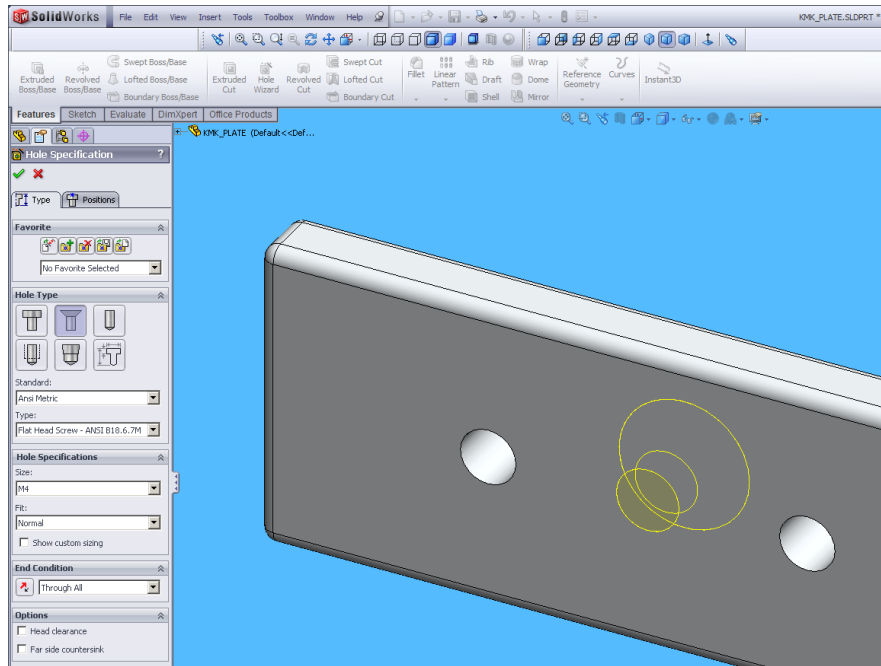 SolidWorks File Edit View Insert Tools Toolbox Window Help KMK_PLATE.SLDPRT *
Extruded Boss/Base
Revolved Boss/Base
Swept Boss/Base
Lofted Boss/Base
Boundary Boss/Base
Extruded Cut
Hole Wizard
Revolved Cut
Swept Cut
Lofted Cut
Boundary Cut
Fillet
Linear Pattern
Rib
Draft
Shell
Wrap
Dome
Mirror
Reference Geometry
Curves
Instant3D
Features Sketch Evaluate DimXpert Office Products
KMK_PLATE (Default<<Def...
Hole Specification ?
Type Positions
Favorite
No Favorite Selected
Hole Type
Standard:
Ansi Metric
Type:
Flat Head Screw - ANSI B18.6.7M
Hole Specifications
Size:
M4
Fit:
Normal
Show custom sizing
End Condition
Through All
Options
Head clearance
Far side countersink